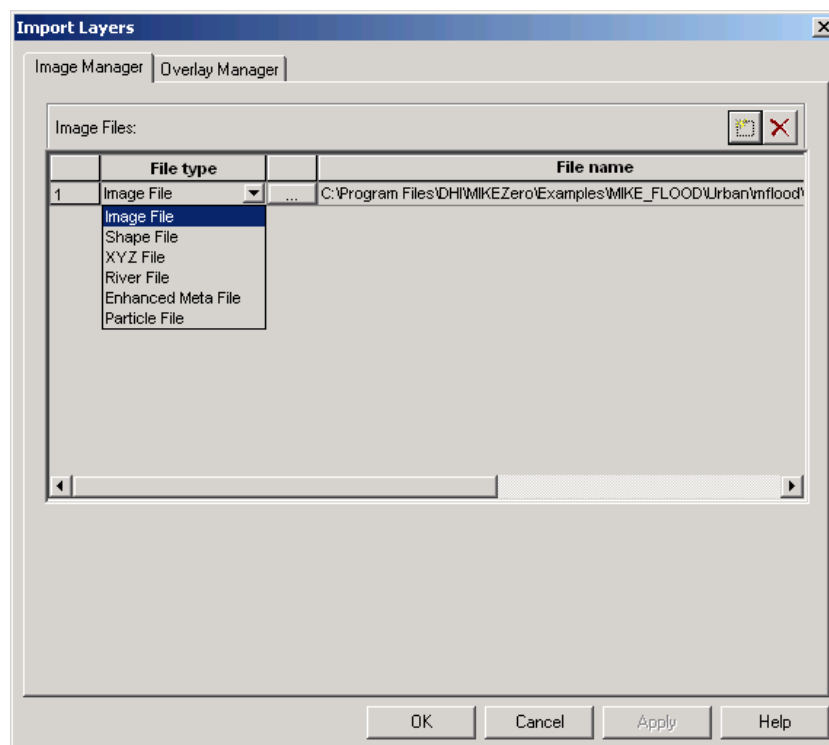 Import Layers
Image Manager
Overlay Manager
Image Files:
File type
File name
1
Image File
...
C:\Program Files\DHI\MIKEZero\Examples\MIKE_FLOOD\Urban\mflood\
Image File
Shape File
XYZ File
River File
Enhanced Meta File
Particle File
OK
Cancel
Apply
Help